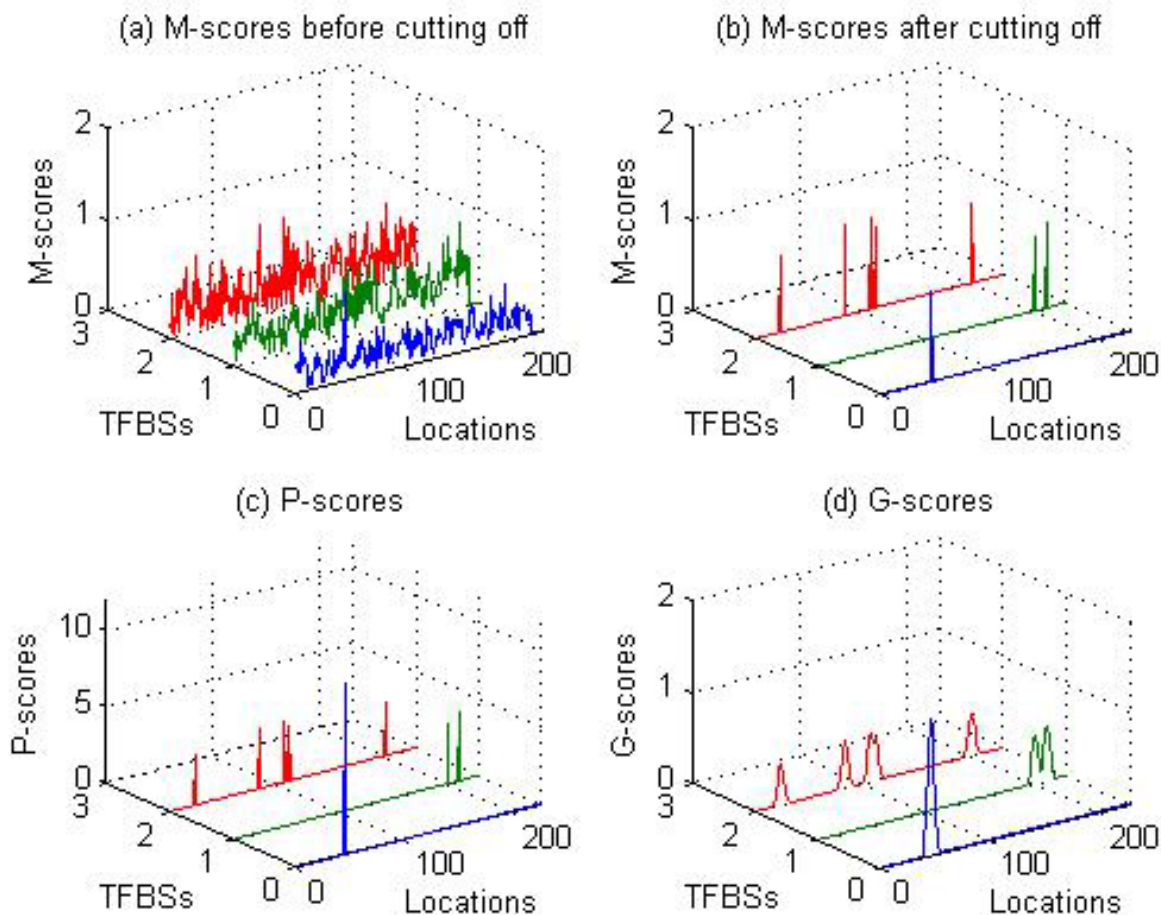 (a) M-scores before cutting off
(b) M-scores after cutting off
M-scores
2
1
0
3
2
1
0
TFBSs
0
100
200
Locations
M-scores
2
1
0
3
2
1
0
TFBSs
0
100
200
Locations
(c) P-scores
(d) G-scores
P-scores
10
5
0
3
2
1
0
TFBSs
0
100
200
Locations
G-scores
2
1
0
3
2
1
0
TFBSs
0
100
200
Locations